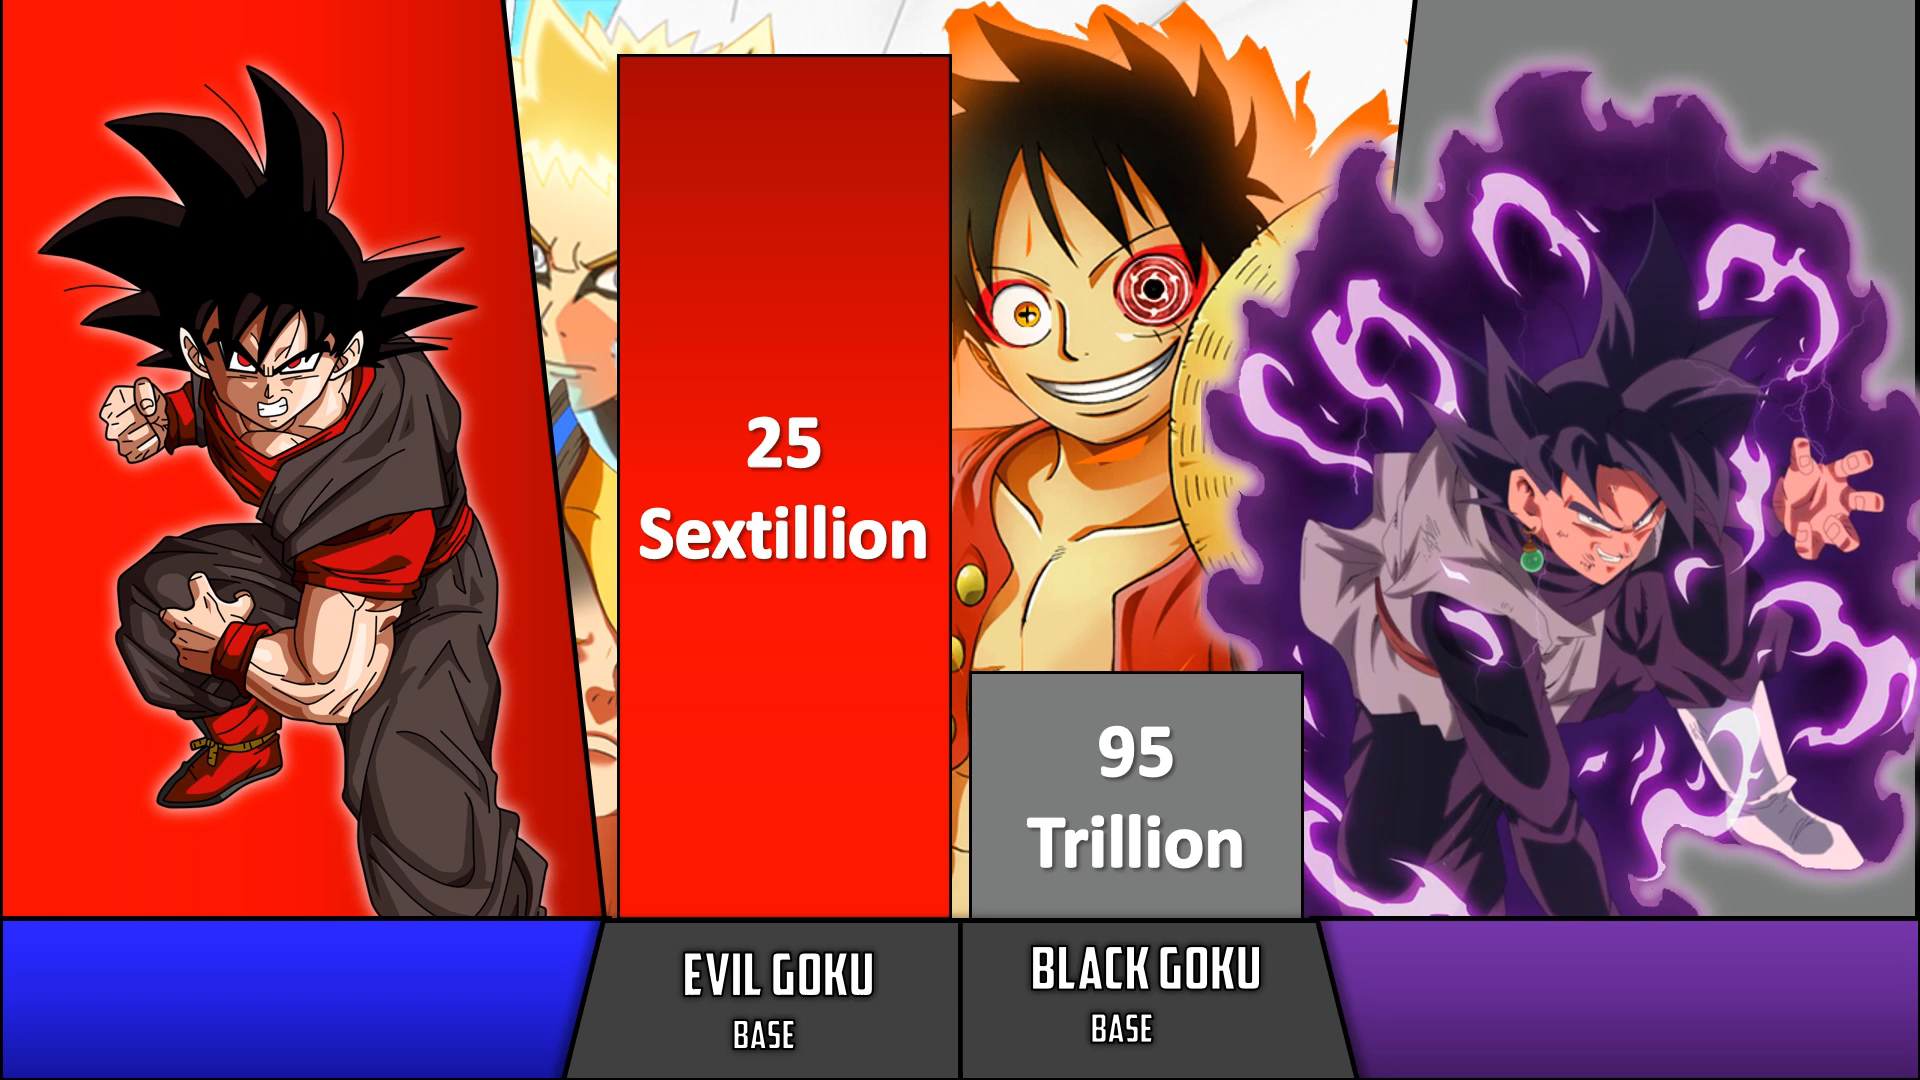 25
Sextillion
95
Trillion
EVIL GOKU
BASE
BLACK GOKU
BASE